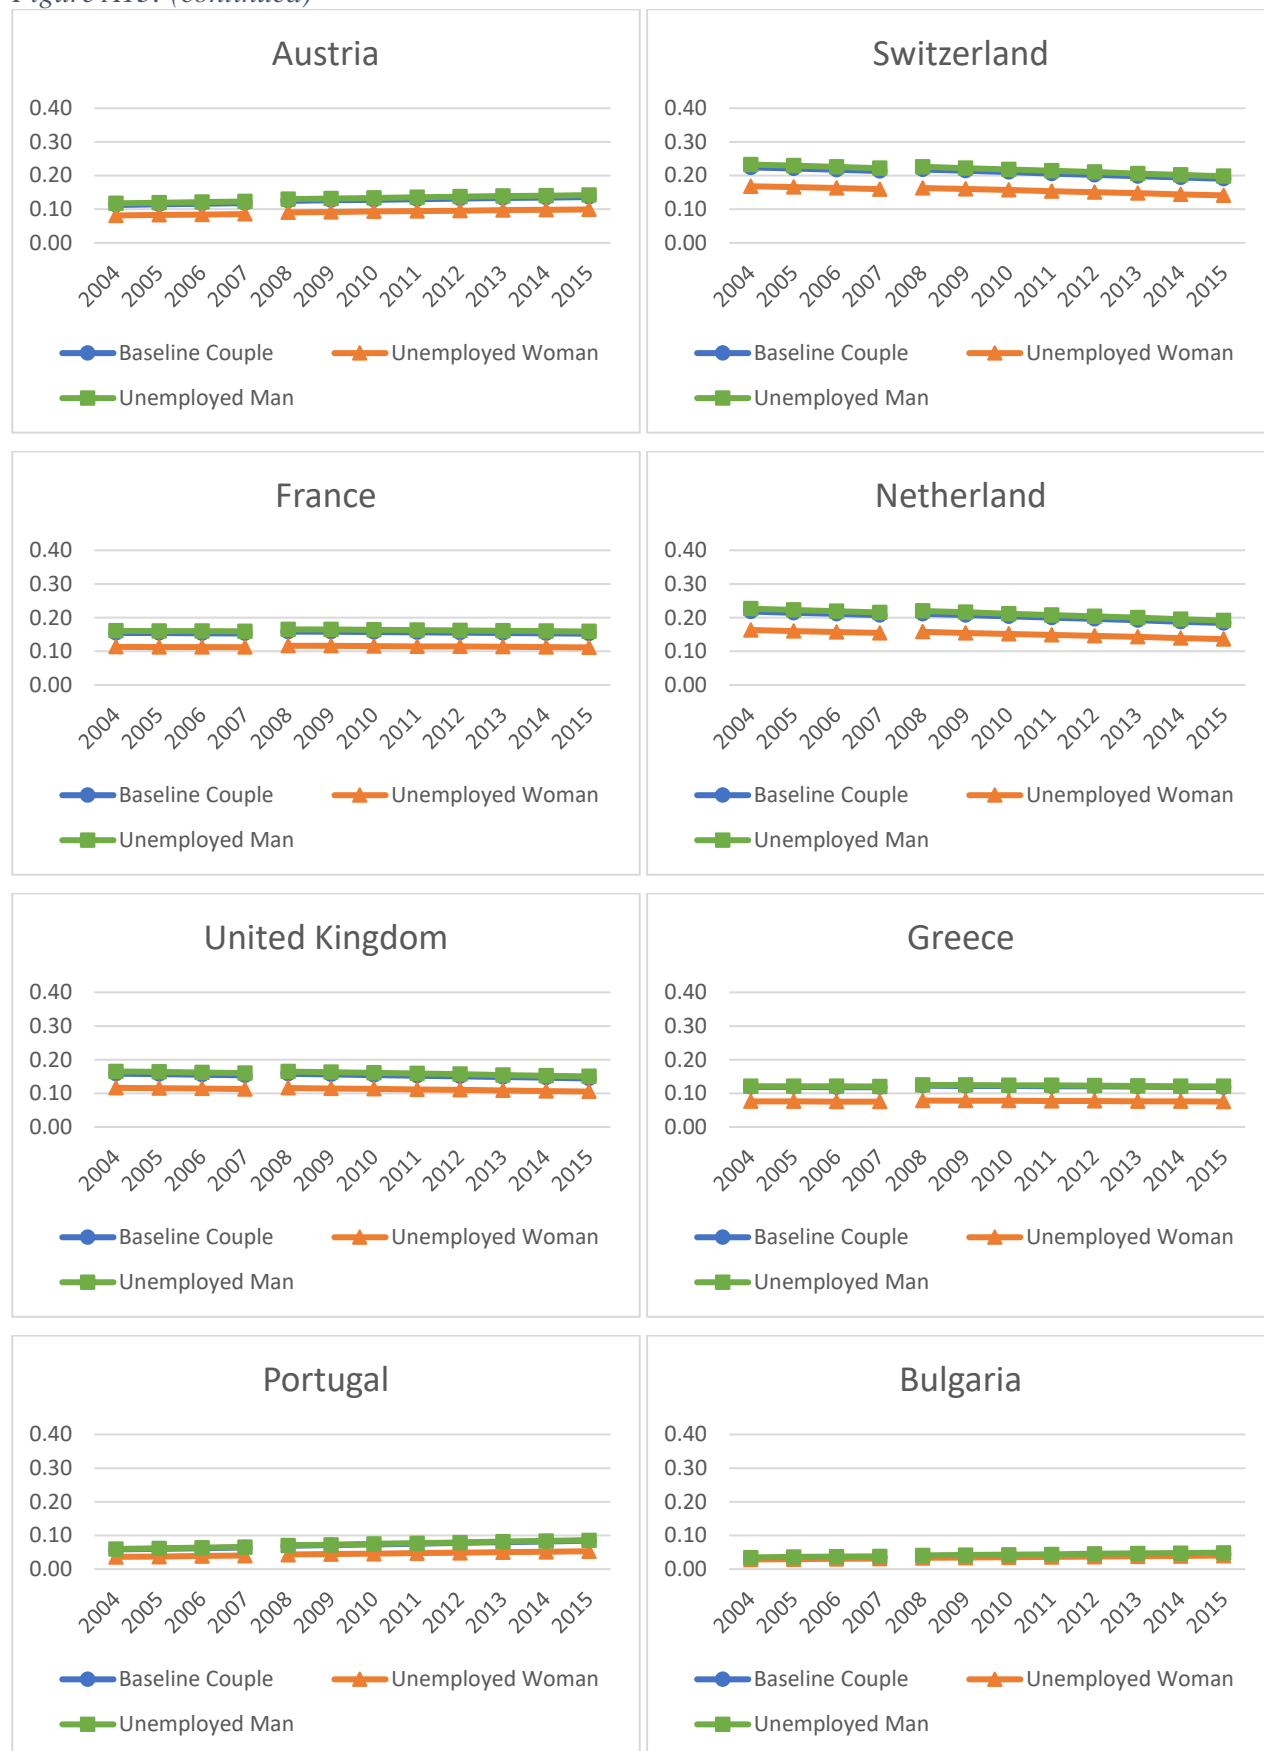 Figure (continued)
Austria
0.40
0.30
0.20
0.10
0.00
2004 2005 2006 2007 2008 2009 2010 2011 2012 2013 2014 2015
Baseline Couple Unemployed Woman
Unemployed Man
Switzerland
0.40
0.30
0.20
0.10
0.00
2004 2005 2006 2007 2008 2009 2010 2011 2012 2013 2014 2015
Baseline Couple Unemployed Woman
Unemployed Man
France
0.40
0.30
0.20
0.10
0.00
2004 2005 2006 2007 2008 2009 2010 2011 2012 2013 2014 2015
Baseline Couple Unemployed Woman
Unemployed Man
Netherland
0.40
0.30
0.20
0.10
0.00
2004 2005 2006 2007 2008 2009 2010 2011 2012 2013 2014 2015
Baseline Couple Unemployed Woman
Unemployed Man
United Kingdom
0.40
0.30
0.20
0.10
0.00
2004 2005 2006 2007 2008 2009 2010 2011 2012 2013 2014 2015
Baseline Couple Unemployed Woman
Unemployed Man
Greece
0.40
0.30
0.20
0.10
0.00
2004 2005 2006 2007 2008 2009 2010 2011 2012 2013 2014 2015
Baseline Couple Unemployed Woman
Unemployed Man
Portugal
0.40
0.30
0.20
0.10
0.00
2004 2005 2006 2007 2008 2009 2010 2011 2012 2013 2014 2015
Baseline Couple Unemployed Woman
Unemployed Man
Bulgaria
0.40
0.30
0.20
0.10
0.00
2004 2005 2006 2007 2008 2009 2010 2011 2012 2013 2014 2015
Baseline Couple Unemployed Woman
Unemployed Man